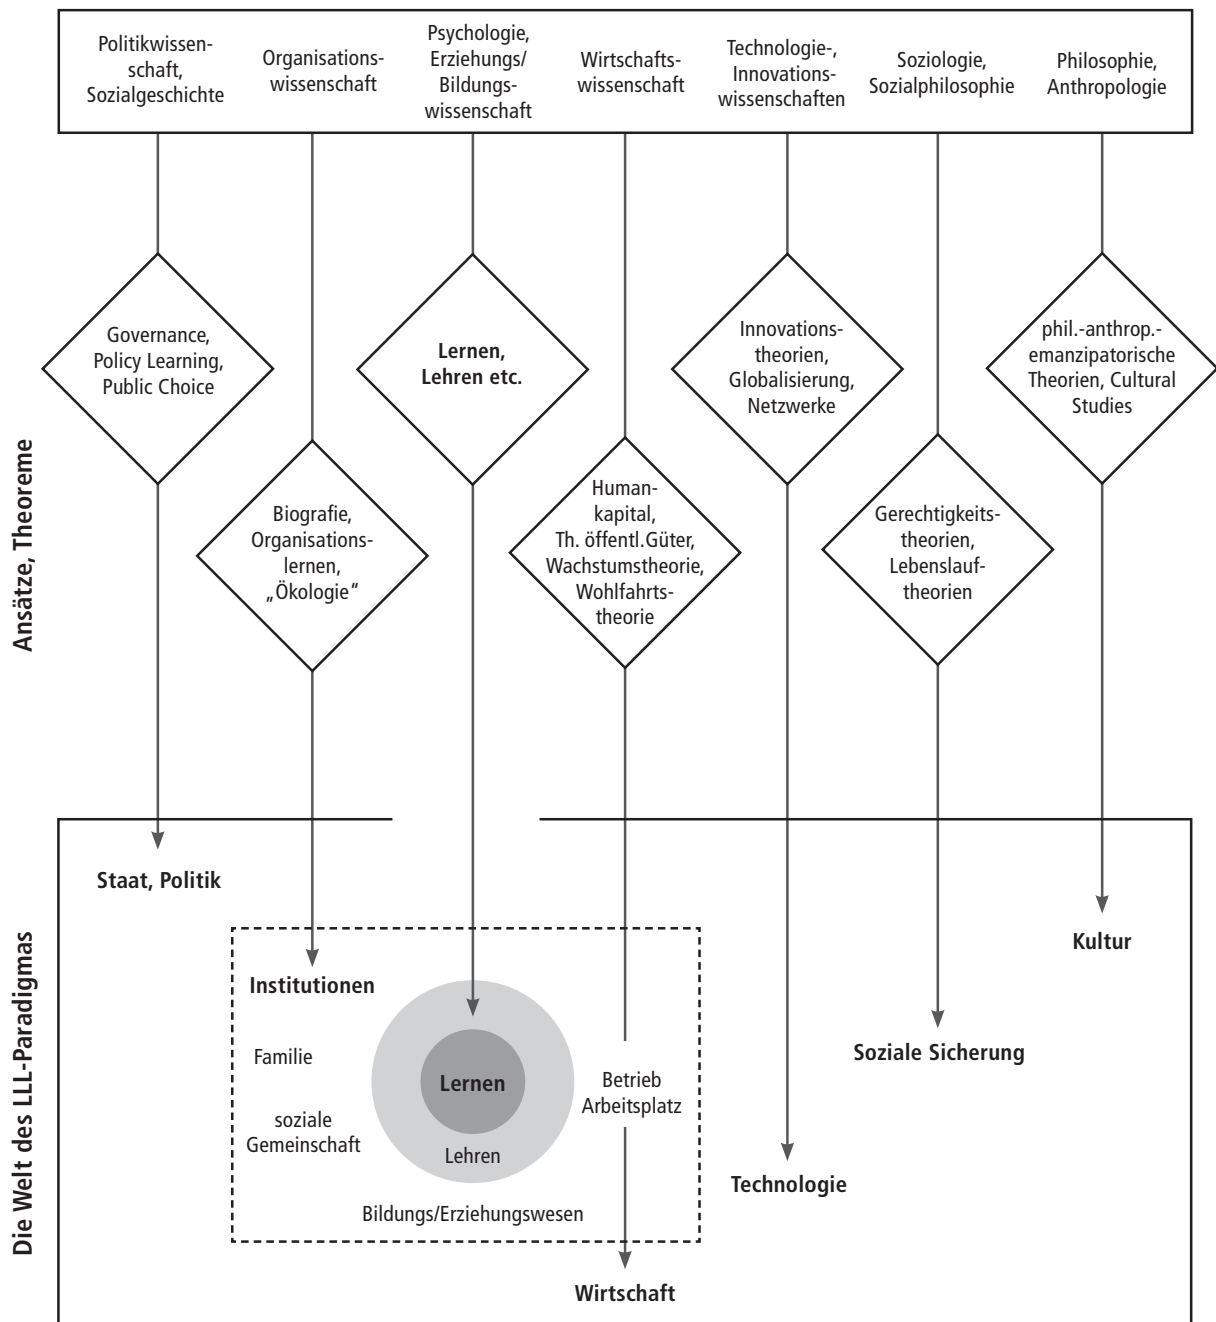 Politikwissen-
schaft,
Sozialgeschichte
Organisations-
wissenschaft
Psychologie,
Erziehungs/
Bildungs-
wissenschaft
Wirtschafts-
wissenschaft
Technologie-,
Innovations-
wissenschaften
Soziologie,
Sozialphilosophie
Philosophie,
Anthropologie
Ansätze, Theoreme
Governance,
Policy Learning,
Public Choice
Biografie,
Organisations-
lernen,
„Ökologie“
Lernen,
Lehren etc.
Human-
kapital,
Th. öffentl.Güter,
Wachstumstheorie,
Wohlfahrts-
theorie
Innovations-
theorien,
Globalisierung,
Netzwerke
Gerechtigkeits-
theorien,
Lebenslauf-
theorien
phil.-anthrop.-
emanzipatorische
Theorien, Cultural
Studies
Die Welt des LLL-Paradigmas
Staat, Politik
Institutionen
Familie
soziale
Gemeinschaft
Lernen
Lehren
Bildungs/Erziehungswesen
Betrieb
Arbeitsplatz
Wirtschaft
Technologie
Soziale Sicherung
Kultur